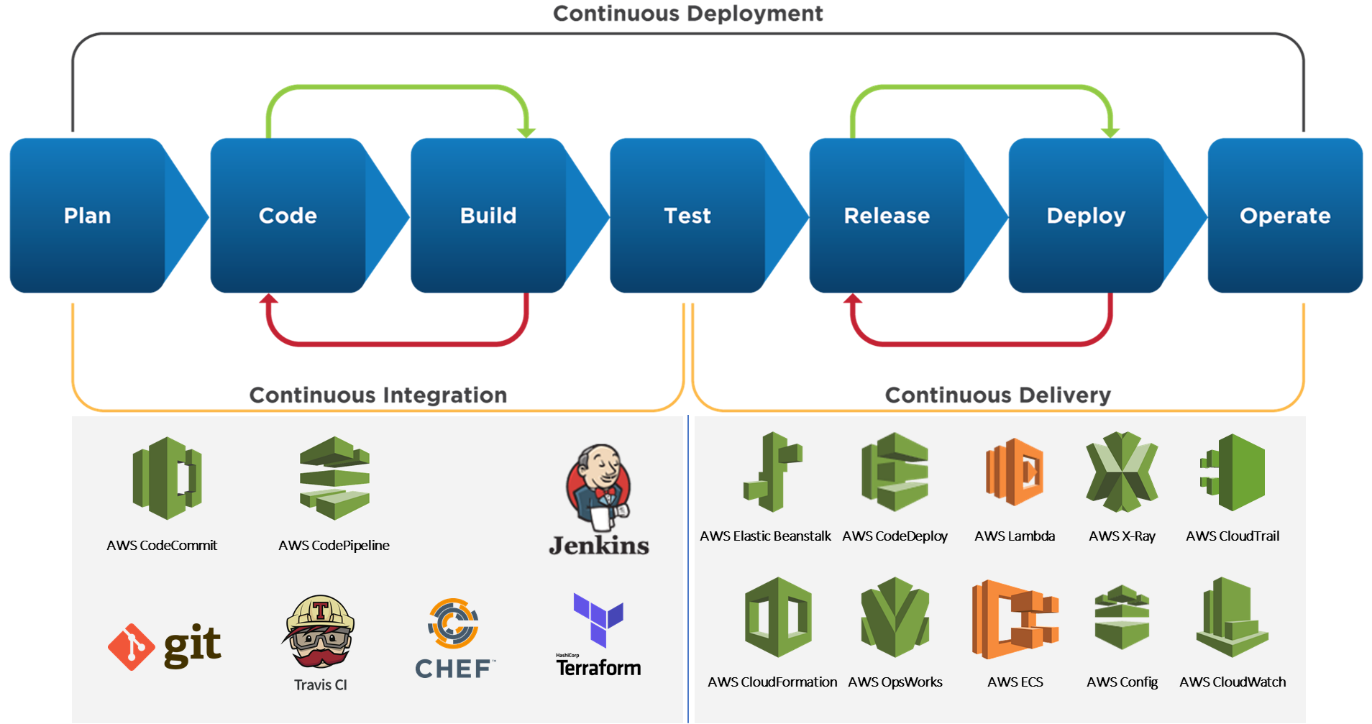 Continuous Deployment
Plan
Code
Build
Test
Release
Deploy
Operate
Continuous Integration
Continuous Delivery
AWS CodeCommit
AWS CodePipeline
Jenkins
AWS Elastic Beanstalk
AWS CodeDeploy
AWS Lambda
AWS X-Ray
AWS CloudTrail
git
T
Travis CI
CHEF™
HashiCorp
Terraform
AWS CloudFormation
AWS OpsWorks
AWS ECS
AWS Config
AWS CloudWatch